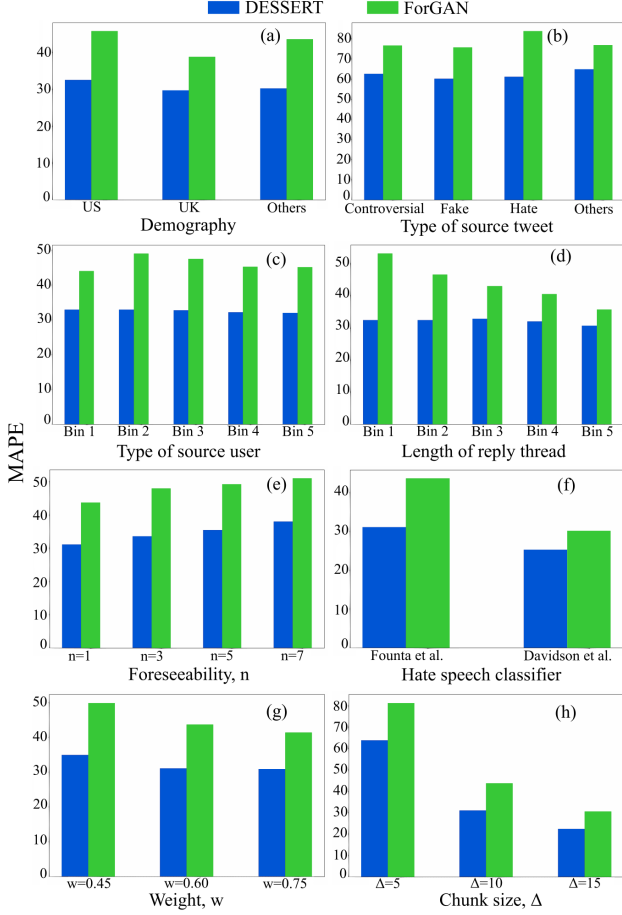 DESSERT ForGAN
MAPE
(a)
40
30
20
10
0
US UK Others
Demography
(b)
80
70
60
50
40
30
20
10
0
Controversial Fake Hate Others
Type of source tweet
(c)
50
40
30
20
10
0
Bin 1 Bin 2 Bin 3 Bin 4 Bin 5
Type of source user
(d)
50
40
30
20
10
0
Bin 1 Bin 2 Bin 3 Bin 4 Bin 5
Length of reply thread
(e)
50
40
30
20
10
0
n=1 n=3 n=5 n=7
Foreseeability, n
(f)
40
30
20
10
0
Founta et al. Davidson et al.
Hate speech classifier
(g)
50
40
30
20
10
0
w=0.45 w=0.60 w=0.75
Weight, w
(h)
80
70
60
50
40
30
20
10
0
Δ=5 Δ=10 Δ=15
Chunk size, Δ